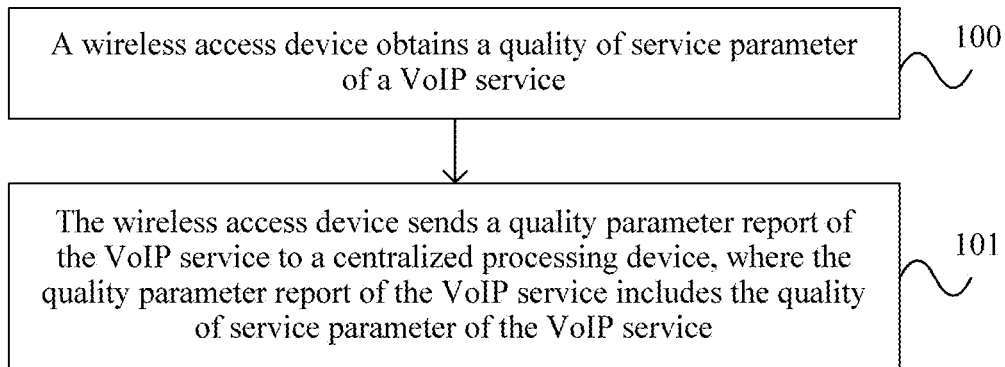 A wireless access device obtains a quality of service parameter
of a VoIP service
100
The wireless access device sends a quality parameter report of
the VoIP service to a centralized processing device, where the
quality parameter report of the VoIP service includes the quality
of service parameter of the VoIP service
101